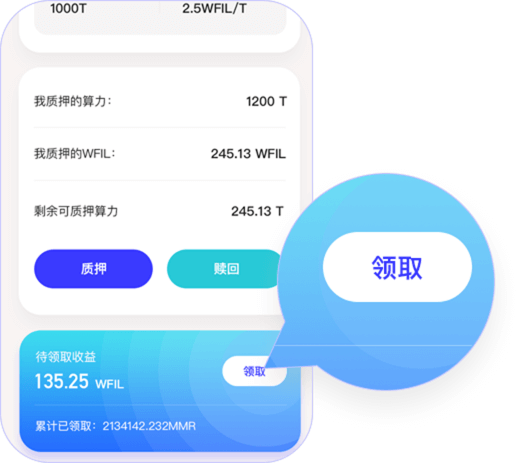 1000T 2.5WFIL/T
我质押的算力： 1200 T
我质押的WFIL： 245.13 WFIL
剩余可质押算力 245.13 T
质押 赎回
领取
待领取收益
135.25 WFIL
领取
累计已领取：2134142.232MMR